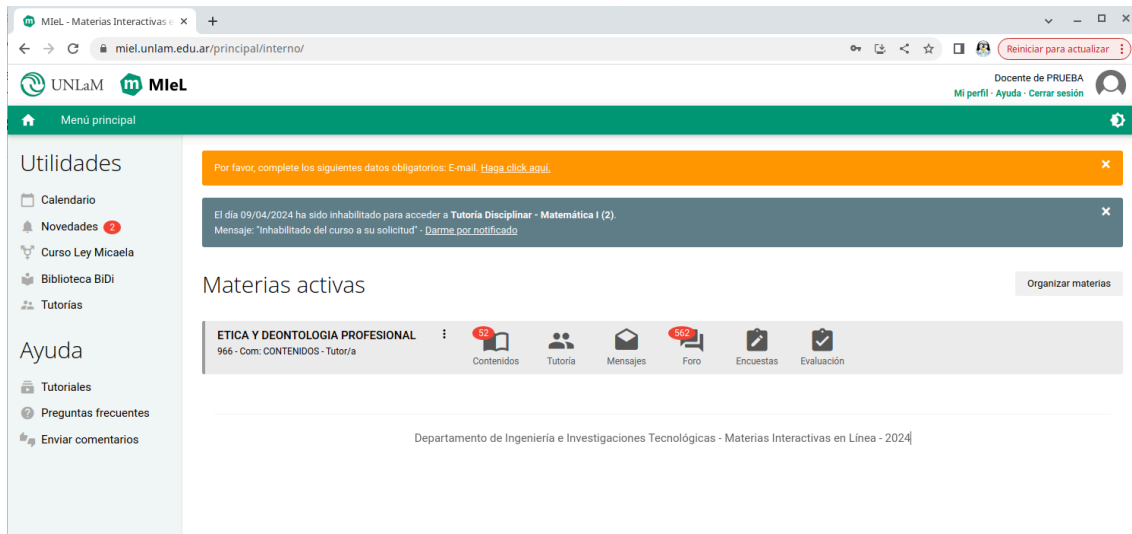 MIeL - Materias Interactivas e
miel.unlam.edu.ar/principal/interno/
Reiniciar para actualizar
UNLaM
m MIeL
Docente de PRUEBA
Mi perfil · Ayuda · Cerrar sesión
Menú principal
Utilidades
Calendario
Novedades 2
Curso Ley Micaela
Biblioteca BiDi
Tutorías
Ayuda
Tutoriales
Preguntas frecuentes
Enviar comentarios
Por favor, complete los siguientes datos obligatorios: E-mail. Haga click aquí.
El día 09/04/2024 ha sido inhabilitado para acceder a Tutoría Disciplinar - Matemática I (2).
Mensaje: "Inhabilitado del curso a su solicitud" - Darme por notificado
Materias activas
Organizar materias
ETICA Y DEONTOLOGIA PROFESIONAL
966 - Com: CONTENIDOS - Tutor/a
52
Contenidos
Tutoría
Mensajes
562
Foro
Encuestas
Evaluación
Departamento de Ingeniería e Investigaciones Tecnológicas - Materias Interactivas en Línea - 2024